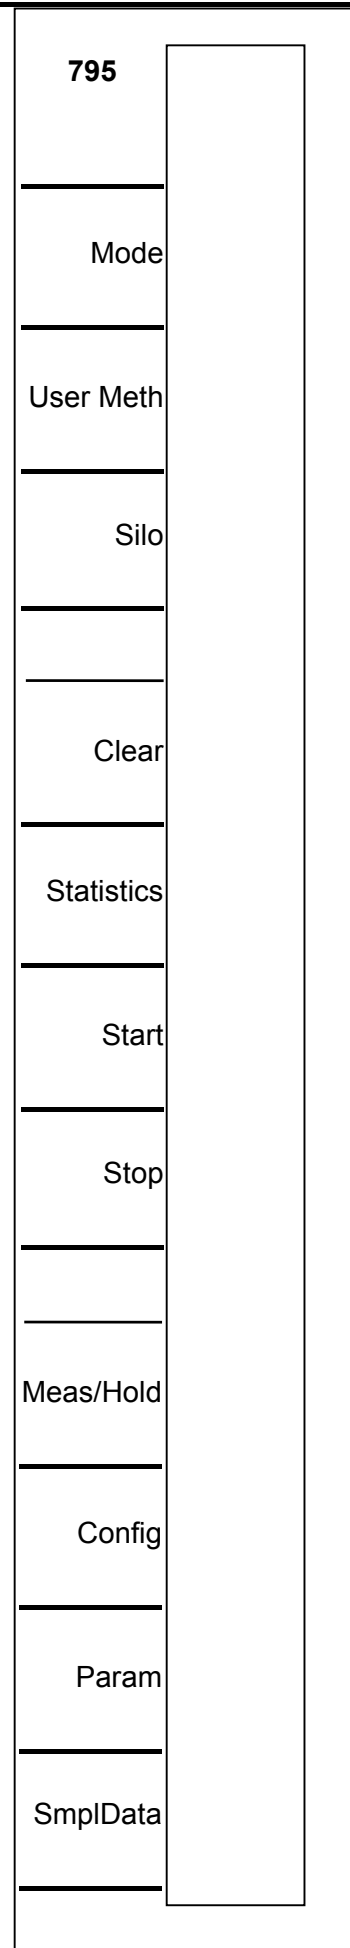 795
Mode
User Meth
Silo
Clear
Statistics
Start
Stop
Meas/Hold
Config
Param
SmplData